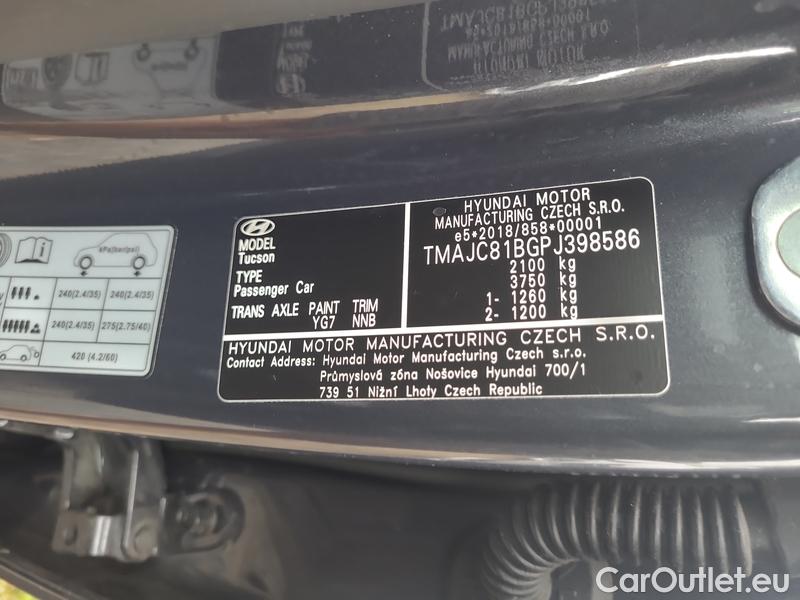 kPa(bar/psi)
240(2.4/35) 240(2.4/35)
240(2.4/35) 275(2.75/40)
420 (4.2/60)
MODEL
Tucson
TYPE
Passenger Car
TRANS AXLE PAINT TRIM
YG7 NNB
HYUNDAI MOTOR
MANUFACTURING CZECH S.R.O.
e5*2018/858*00001
TMAJC81BGPJ398586
2100 kg
3750 kg
1- 1260 kg
2- 1200 kg
HYUNDAI MOTOR MANUFACTURING CZECH S.R.O.
Contact Address: Hyundai Motor Manufacturing Czech s.r.o.
Průmyslová zóna Nošovice Hyundai 700/1
739 51 Nižní Lhoty Czech Republic
CarOutlet.eu